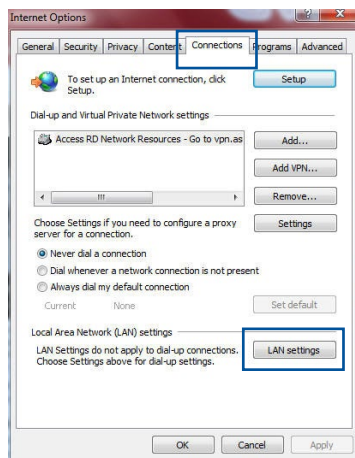 Internet Options
General Security Privacy Content Connections Programs Advanced
To set up an Internet connection, click Setup.
Setup
Dial-up and Virtual Private Network settings
Access RD Network Resources - Go to vpn.as
Add...
Add VPN...
Remove...
Choose Settings if you need to configure a proxy
server for a connection.
Settings
Never dial a connection
Dial whenever a network connection is not present
Always dial my default connection
Current None
Set default
Local Area Network (LAN) settings
LAN Settings do not apply to dial-up connections.
Choose Settings above for dial-up settings.
LAN settings
OK Cancel Apply